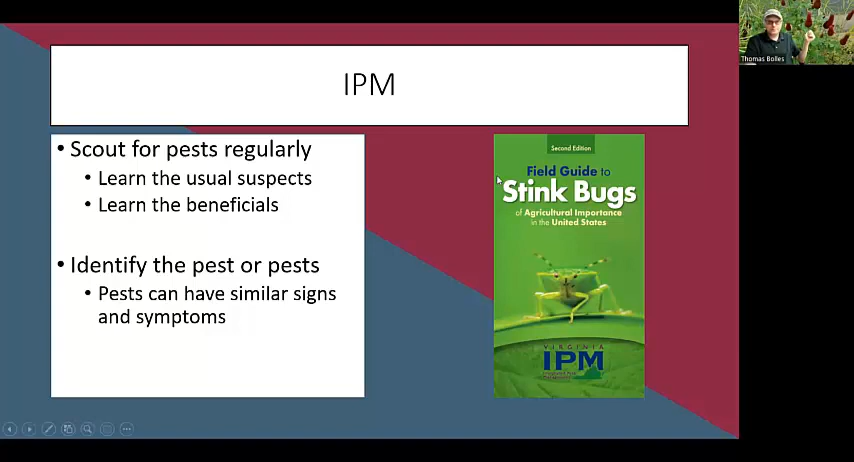 IPM
• Scout for pests regularly
• Learn the usual suspects
• Learn the beneficials
• Identify the pest or pests
• Pests can have similar signs
and symptoms
Second Edition
Field Guide to
Stink Bugs
of Agricultural Importance
in the United States
VIRGINIA
IPM
Thomas Bolles